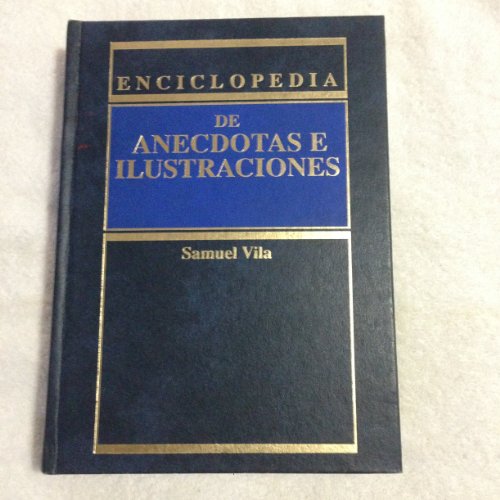 ENCICLOPEDIA
DE
ANECDOTAS E
ILUSTRACIONES
Samuel Vila